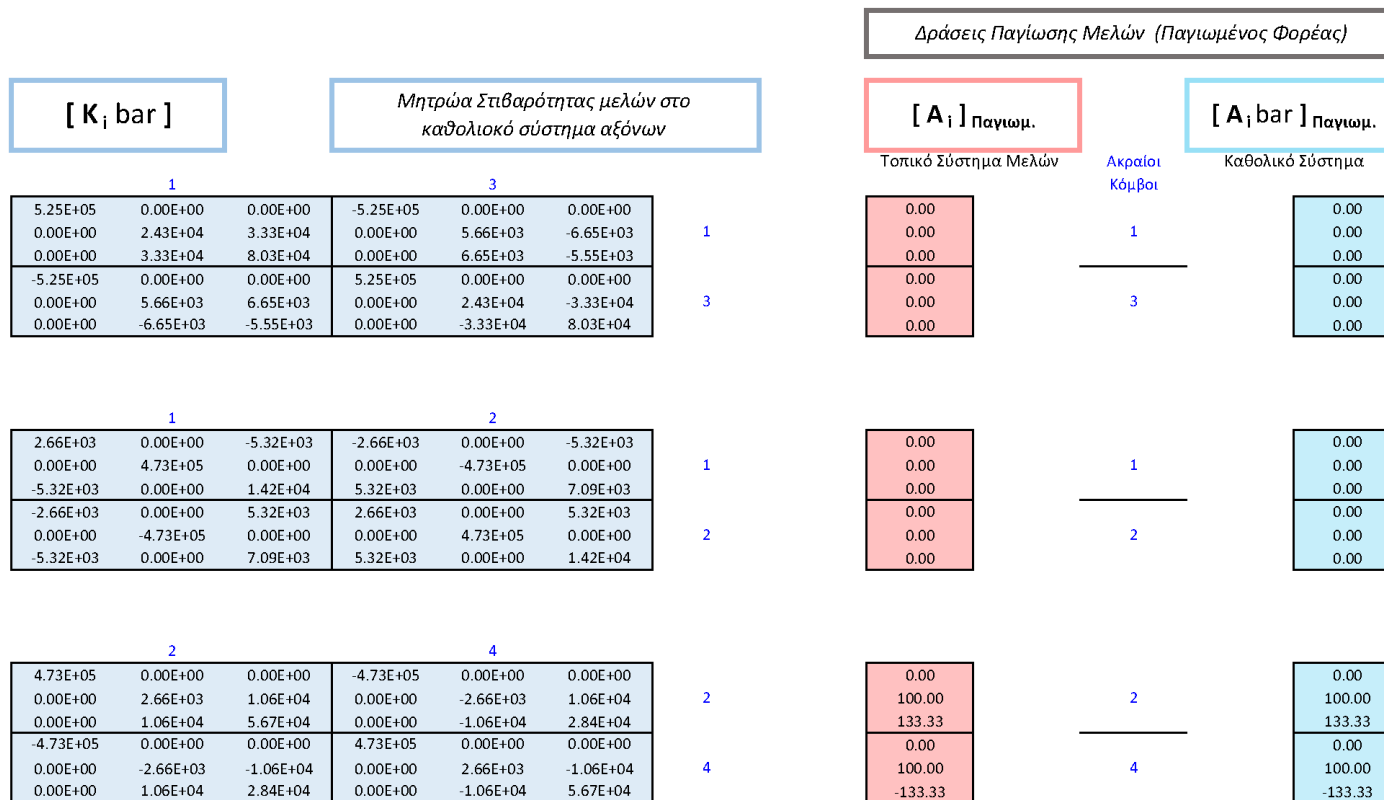 Δράσεις Παγίωσης Μελών (Παγιωμένος Φορέας)
[ K i bar ]
Μητρώα Στιβαρότητας μελών στο
καθολιοκό σύστημα αξόνων
[ A i ] Παγιωμ.
[ A i bar ] Παγιωμ.
Τοπικό Σύστημα Μελών Ακραίοι Καθολικό Σύστημα
Κόμβοι
1 3
5.25E+05 0.00E+00 0.00E+00 -5.25E+05 0.00E+00 0.00E+00 0.00 0.00
0.00E+00 2.43E+04 3.33E+04 0.00E+00 5.66E+03 -6.65E+03 1 0.00 1 0.00
0.00E+00 3.33E+04 8.03E+04 0.00E+00 6.65E+03 -5.55E+03 0.00 0.00
-5.25E+05 0.00E+00 0.00E+00 5.25E+05 0.00E+00 0.00E+00 0.00 0.00
0.00E+00 5.66E+03 6.65E+03 0.00E+00 2.43E+04 -3.33E+04 3 0.00 3 0.00
0.00E+00 -6.65E+03 -5.55E+03 0.00E+00 -3.33E+04 8.03E+04 0.00 0.00
1 2
2.66E+03 0.00E+00 -5.32E+03 -2.66E+03 0.00E+00 -5.32E+03 0.00 0.00
0.00E+00 4.73E+05 0.00E+00 0.00E+00 -4.73E+05 0.00E+00 1 0.00 1 0.00
-5.32E+03 0.00E+00 1.42E+04 5.32E+03 0.00E+00 7.09E+03 0.00 0.00
-2.66E+03 0.00E+00 5.32E+03 2.66E+03 0.00E+00 5.32E+03 0.00 0.00
0.00E+00 -4.73E+05 0.00E+00 0.00E+00 4.73E+05 0.00E+00 2 0.00 2 0.00
-5.32E+03 0.00E+00 7.09E+03 5.32E+03 0.00E+00 1.42E+04 0.00 0.00
2 4
4.73E+05 0.00E+00 0.00E+00 -4.73E+05 0.00E+00 0.00E+00 0.00 0.00
0.00E+00 2.66E+03 1.06E+04 0.00E+00 -2.66E+03 1.06E+04 2 100.00 2 100.00
0.00E+00 1.06E+04 5.67E+04 0.00E+00 -1.06E+04 2.84E+04 133.33 133.33
-4.73E+05 0.00E+00 0.00E+00 4.73E+05 0.00E+00 0.00E+00 0.00 0.00
0.00E+00 -2.66E+03 -1.06E+04 0.00E+00 2.66E+03 -1.06E+04 4 100.00 4 100.00
0.00E+00 1.06E+04 2.84E+04 0.00E+00 -1.06E+04 5.67E+04 -133.33 -133.33